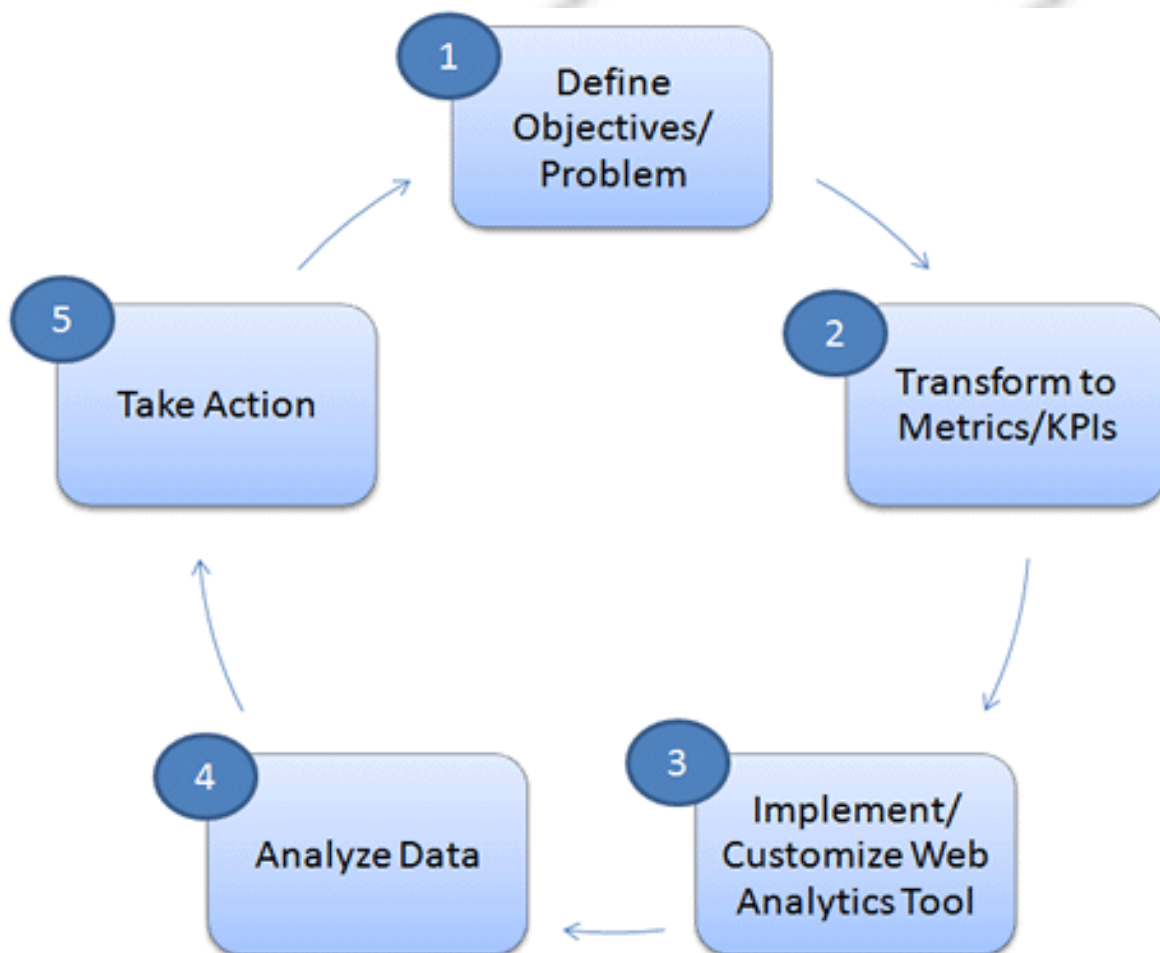 1
Define
Objectives/
Problem
2
Transform to
Metrics/KPIs
3
Implement/
Customize Web
Analytics Tool
4
Analyze Data
5
Take Action